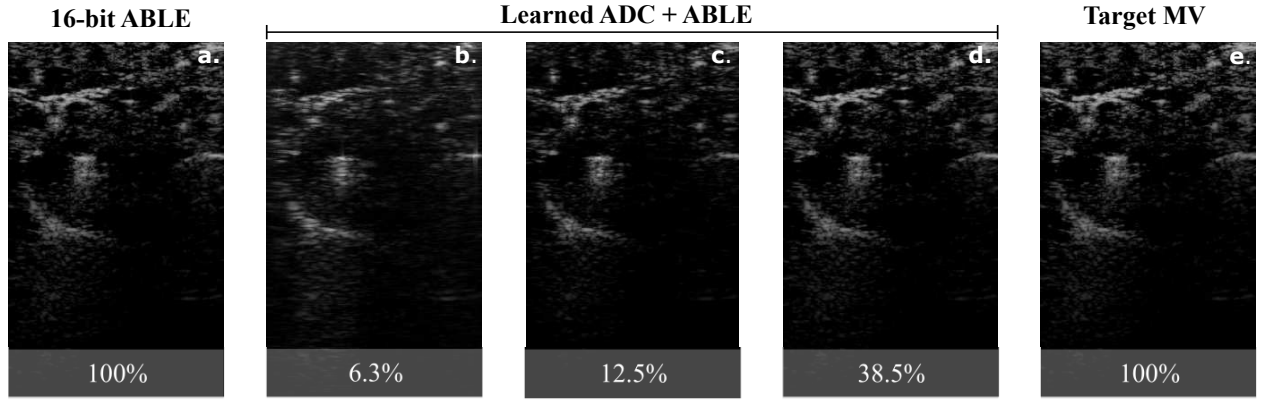 16-bit ABLE
Learned ADC + ABLE
Target MV
a.
b.
c.
d.
e.
100%
6.3%
12.5%
38.5%
100%